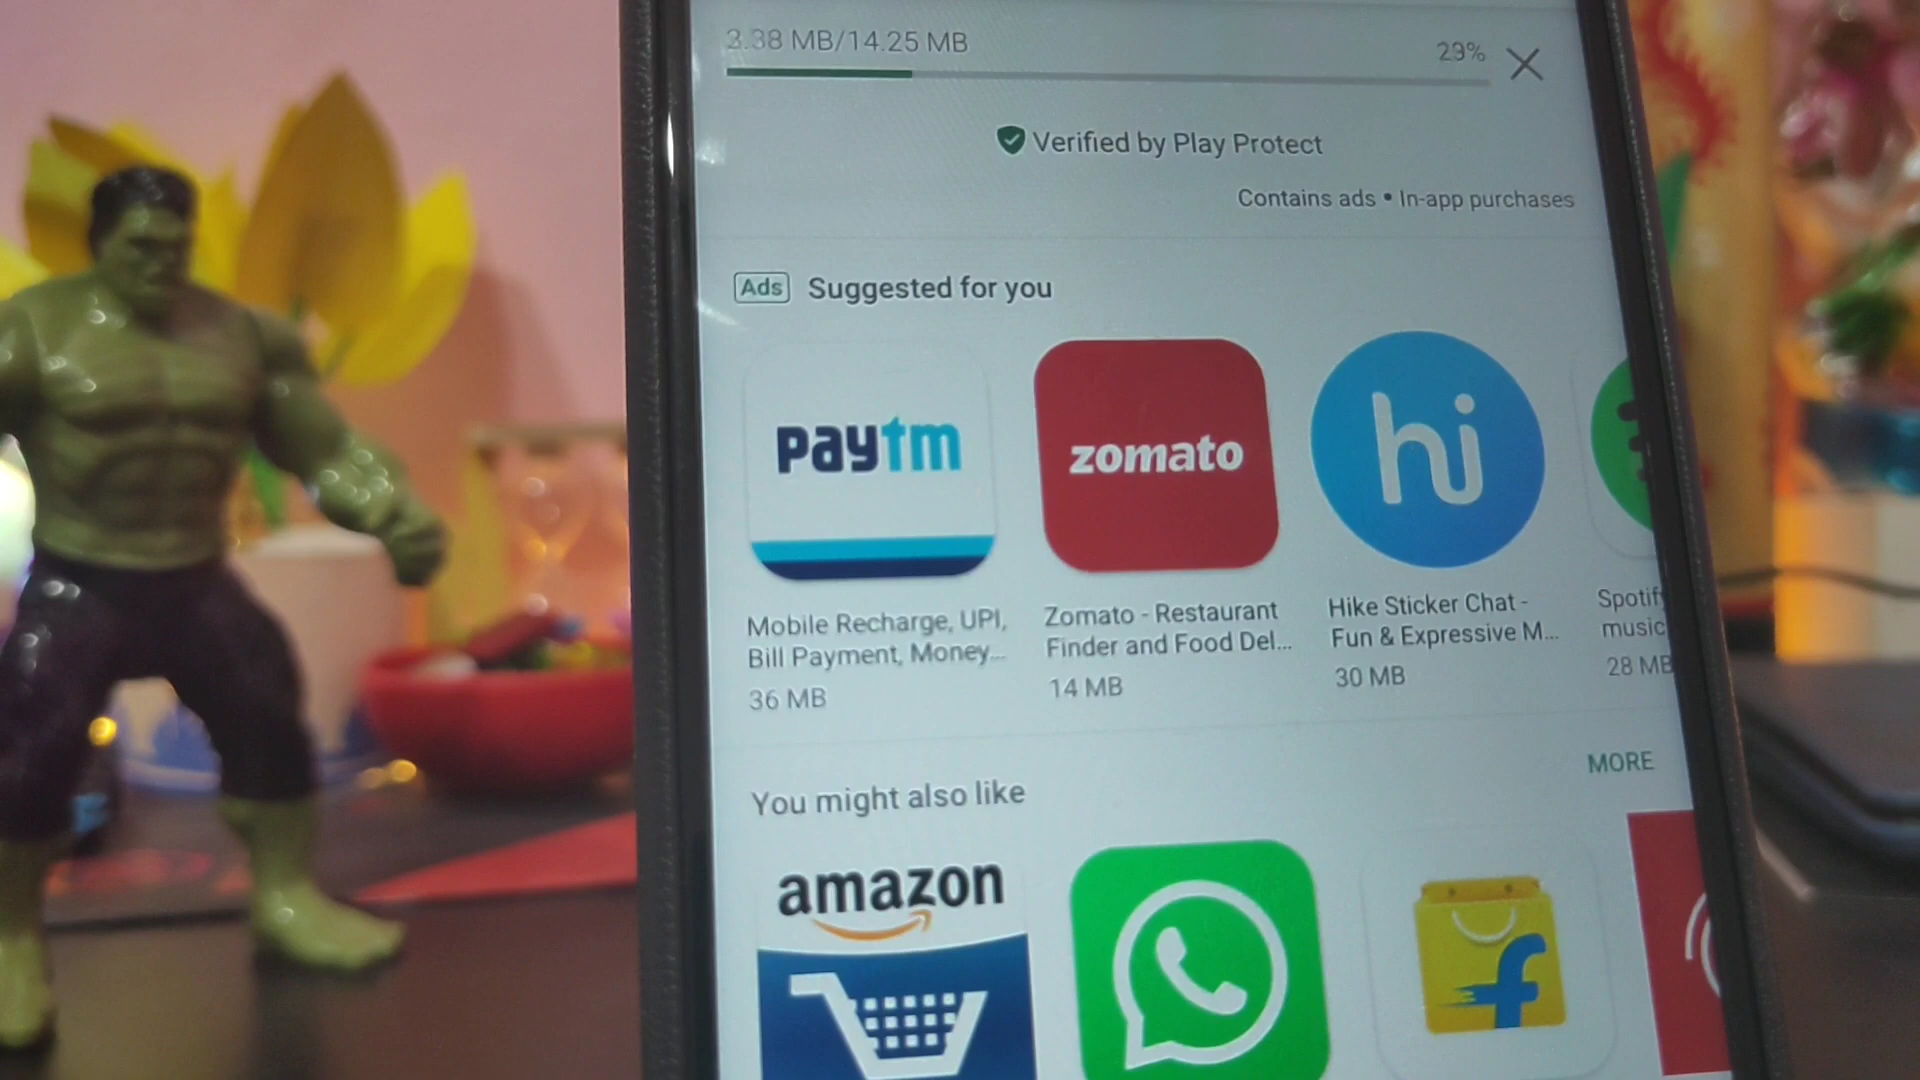 3.38 MB/14.25 MB
23%
Verified by Play Protect
Contains ads • In-app purchases
Ads Suggested for you
paytm
zomato
hi
Mobile Recharge, UPI,
Bill Payment, Money...
36 MB
Zomato - Restaurant
Finder and Food Del...
14 MB
Hike Sticker Chat -
Fun & Expressive M...
30 MB
Spotify
music
28 MB
You might also like
MORE
amazon
f